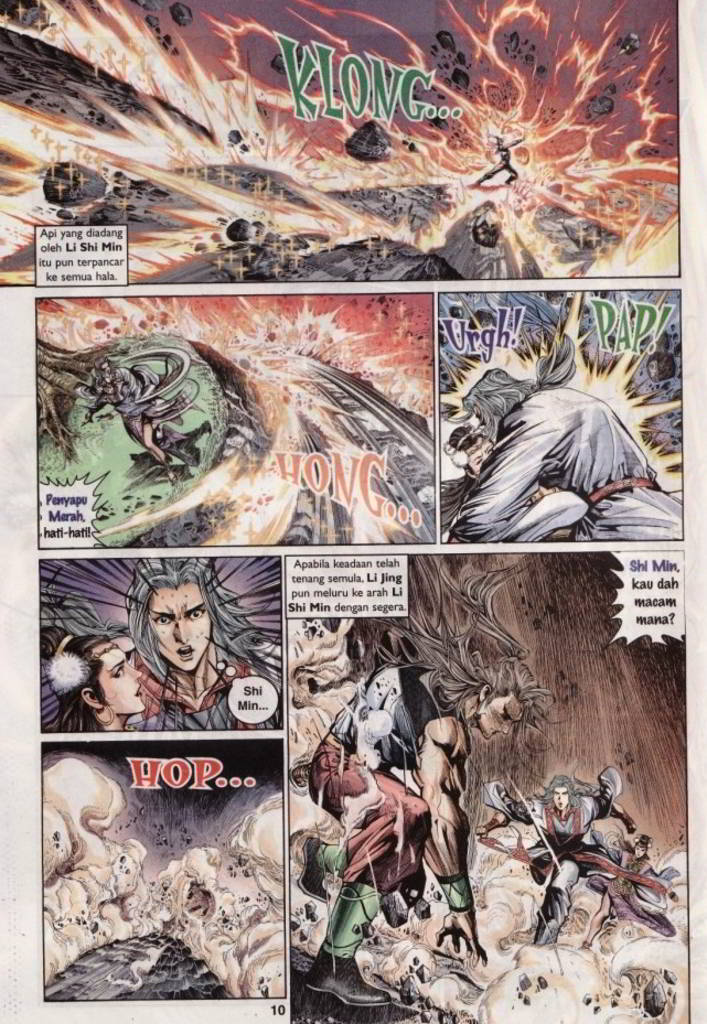 KLONG...
Api yang diadang
oleh Li Shi Min
itu pun terpancar
ke semua hala.
Penyapu
Merah,
hati-hati!
HONG...
Urgh!
PAP!
Shi
Min...
HOP...
Apabila keadaan telah
tenang semula, Li Jing
pun meluru ke arah Li
Shi Min dengan segera.
Shi Min,
kau dah
macam
mana?
10